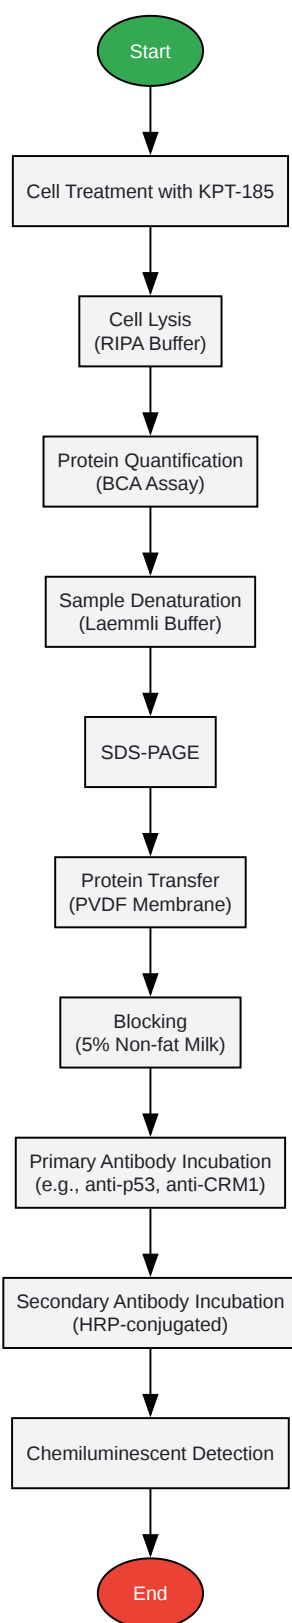 Start
Cell Treatment with KPT-185
Cell Lysis
(RIPA Buffer)
Protein Quantification
(BCA Assay)
Sample Denaturation
(Laemmli Buffer)
SDS-PAGE
Protein Transfer
(PVDF Membrane)
Blocking
(5% Non-fat Milk)
Primary Antibody Incubation
(e.g., anti-p53, anti-CRM1)
Secondary Antibody Incubation
(HRP-conjugated)
Chemiluminescent Detection
End